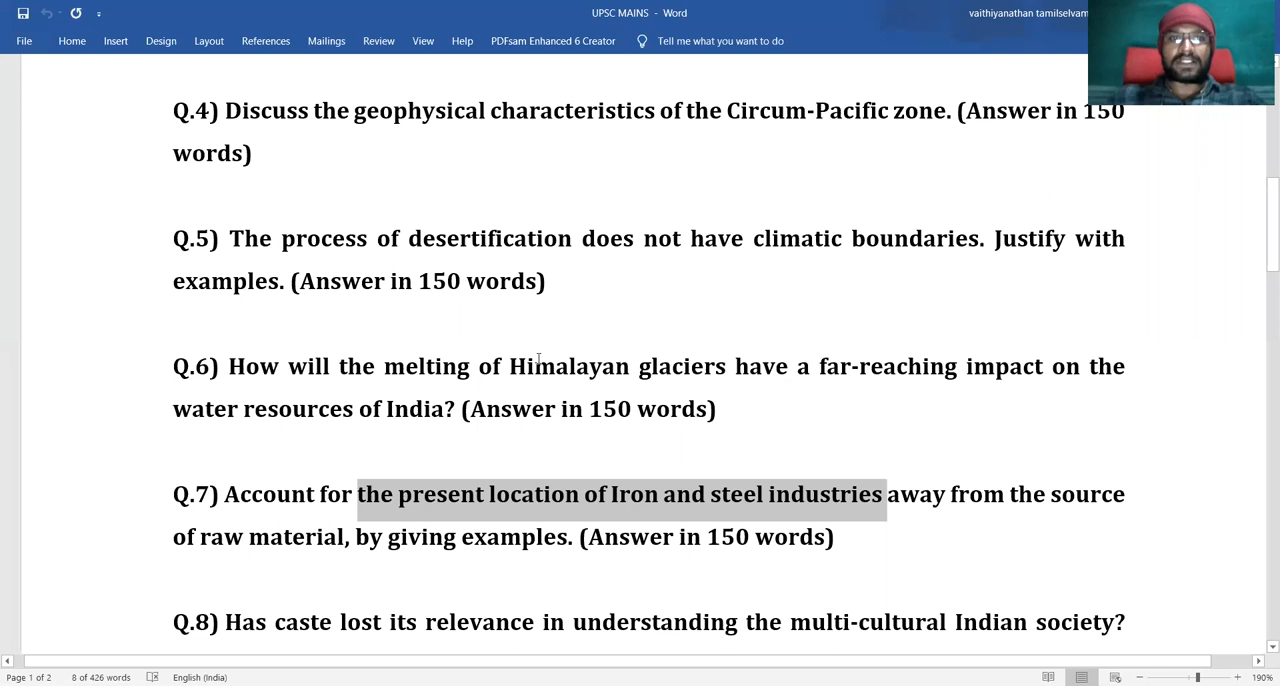 UPSC MAINS - Word
vaithiyanathan tamilselvam
File Home Insert Design Layout References Mailings Review View Help PDFsam Enhanced 6 Creator Tell me what you want to do
Q.4) Discuss the geophysical characteristics of the Circum-Pacific zone. (Answer in 150
words)
Q.5) The process of desertification does not have climatic boundaries. Justify with
examples. (Answer in 150 words)
Q.6) How will the melting of Himalayan glaciers have a far-reaching impact on the
water resources of India? (Answer in 150 words)
Q.7) Account for the present location of Iron and steel industries away from the source
of raw material, by giving examples. (Answer in 150 words)
Q.8) Has caste lost its relevance in understanding the multi-cultural Indian society?
Page 1 of 2 8 of 426 words English (India) 190%